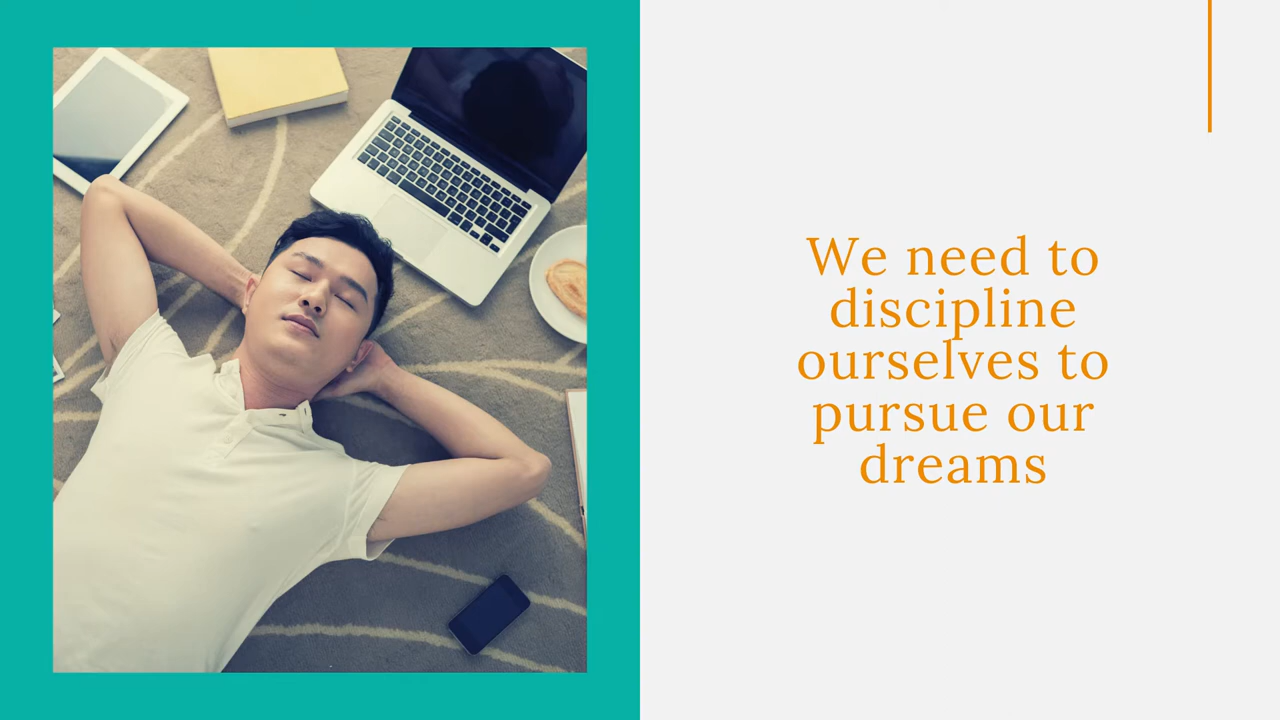 We need to
discipline
ourselves to
pursue our
dreams